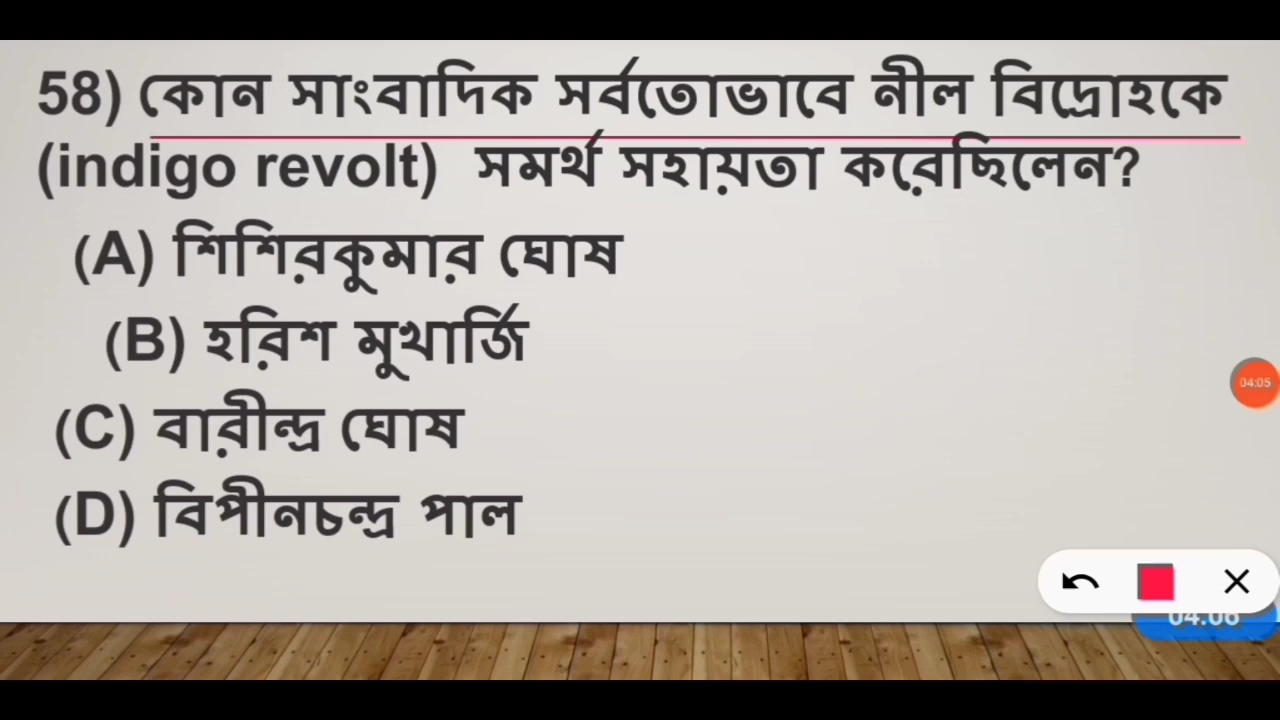 58) কোন সাংবাদিক সর্বতোভাবে নীল বিদ্রোহকে
(indigo revolt) সমর্থ সহায়তা করেছিলেন?
(A) শিশিরকুমার ঘোষ
(B) হরিশ মুখার্জি
(C) বারীন্দ্র ঘোষ
(D) বিপীনচন্দ্র পাল
04:05
04:06